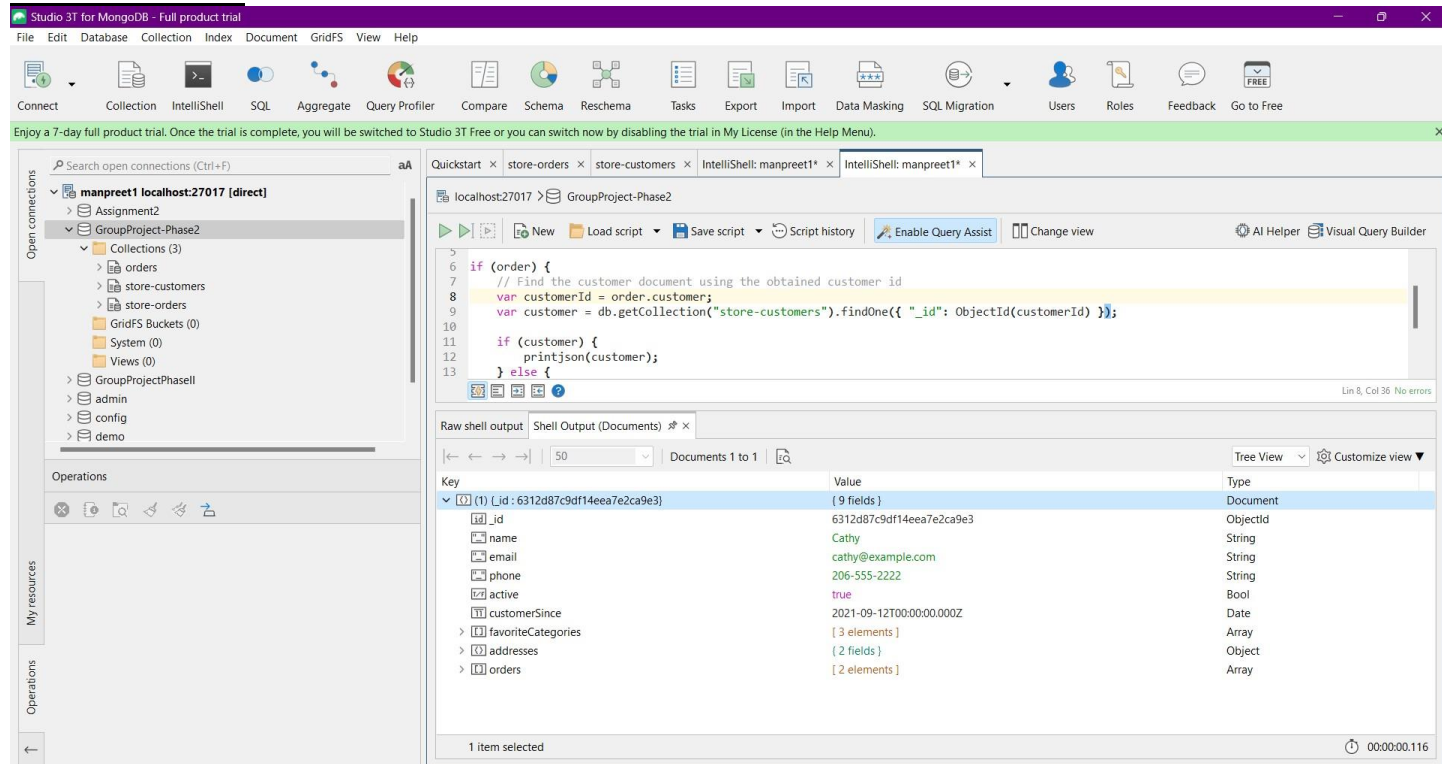 Studio 3T for MongoDB - Full product trial
File Edit Database Collection Index Document GridFS View Help
Connect Collection IntelliShell SQL Aggregate Query Profiler Compare Schema Reschema Tasks Export Import Data Masking SQL Migration Users Roles Feedback Go to Free
FREE
Enjoy a 7-day full product trial. Once the trial is complete, you will be switched to Studio 3T Free or you can switch now by disabling the trial in My License (in the Help Menu).
Open connections
My resources
Operations
Search open connections (Ctrl+F) aA
manpreet1 localhost:27017 [direct]
Assignment2
GroupProject-Phase2
Collections (3)
orders
store-customers
store-orders
GridFS Buckets (0)
System (0)
Views (0)
GroupProjectPhaseII
admin
config
demo
Operations
Quickstart store-orders store-customers IntelliShell: manpreet1* IntelliShell: manpreet1*
localhost:27017 GroupProject-Phase2
New Load script Save script Script history Enable Query Assist Change view AI Helper Visual Query Builder
5
6 if (order) {
7 // Find the customer document using the obtained customer id
8 var customerId = order.customer;
9 var customer = db.getCollection("store-customers").findOne({ "_id": ObjectId(customerId) });
10
11 if (customer) {
12 printjson(customer);
13 } else {
Lin 8, Col 36 No errors
Raw shell output Shell Output (Documents)
50 Documents 1 to 1 Tree View Customize view
Key Value Type
(1) {_id : 6312d87c9df14eea7e2ca9e3} { 9 fields } Document
_id 6312d87c9df14eea7e2ca9e3 ObjectId
name Cathy String
email cathy@example.com String
phone 206-555-2222 String
active true Bool
customerSince 2021-09-12T00:00:00.000Z Date
favoriteCategories [ 3 elements ] Array
addresses { 2 fields } Object
orders [ 2 elements ] Array
1 item selected 00:00:00.116